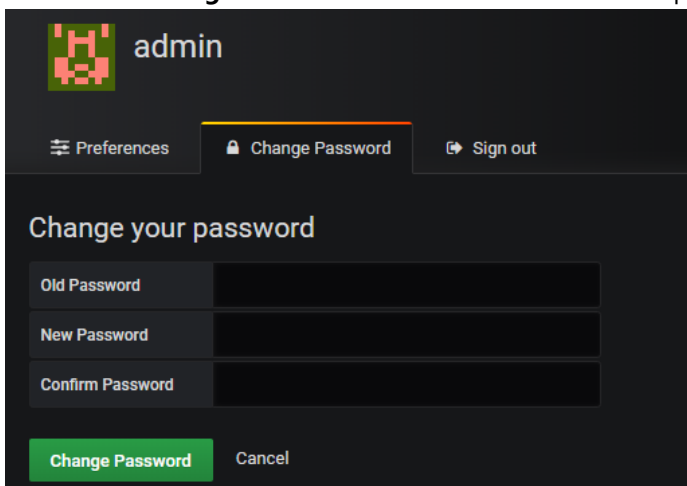 admin
Preferences Change Password Sign out
Change your password
Old Password
New Password
Confirm Password
Change Password Cancel